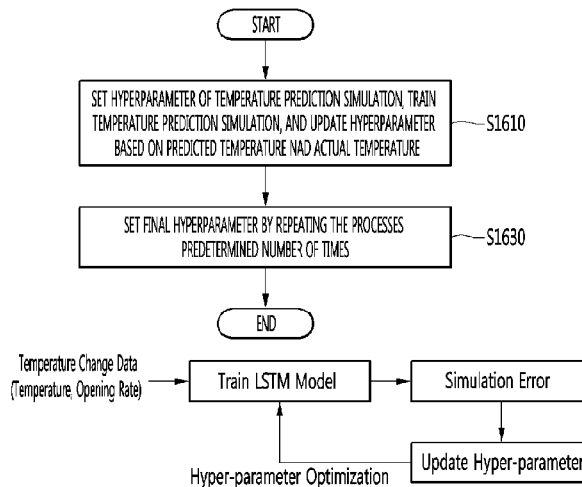 START
SET HYPERPARAMETER OF TEMPERATURE PREDICTION SIMULATION, TRAIN
TEMPERATURE PREDICTION SIMULATION, AND UPDATE HYPERPARAMETER
BASED ON PREDICTED TEMPERATURE NAD ACTUAL TEMPERATURE
S1610
SET FINAL HYPERPARAMETER BY REPEATING THE PROCESSES
PREDETERMINED NUMBER OF TIMES
S1630
END
Temperature Change Data
(Temperature, Opening Rate)
Train LSTM Model
Simulation Error
Update Hyper-parameter
Hyper-parameter Optimization